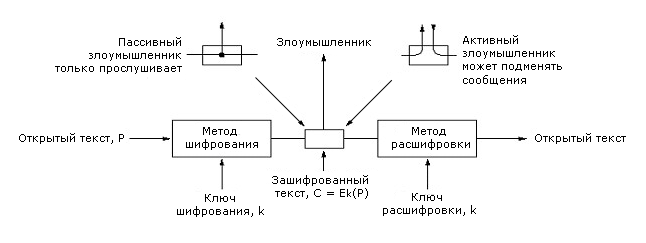 Пассивный
злоумышленник
только прослушивает
Злоумышленник
Активный
злоумышленник
может подменять
сообщения
Открытый текст, P
Метод
шифрования
Метод
расшифровки
Открытый текст
Зашифрованный
текст, C = Ek(P)
Ключ
шифрования, k
Ключ
расшифровки, k